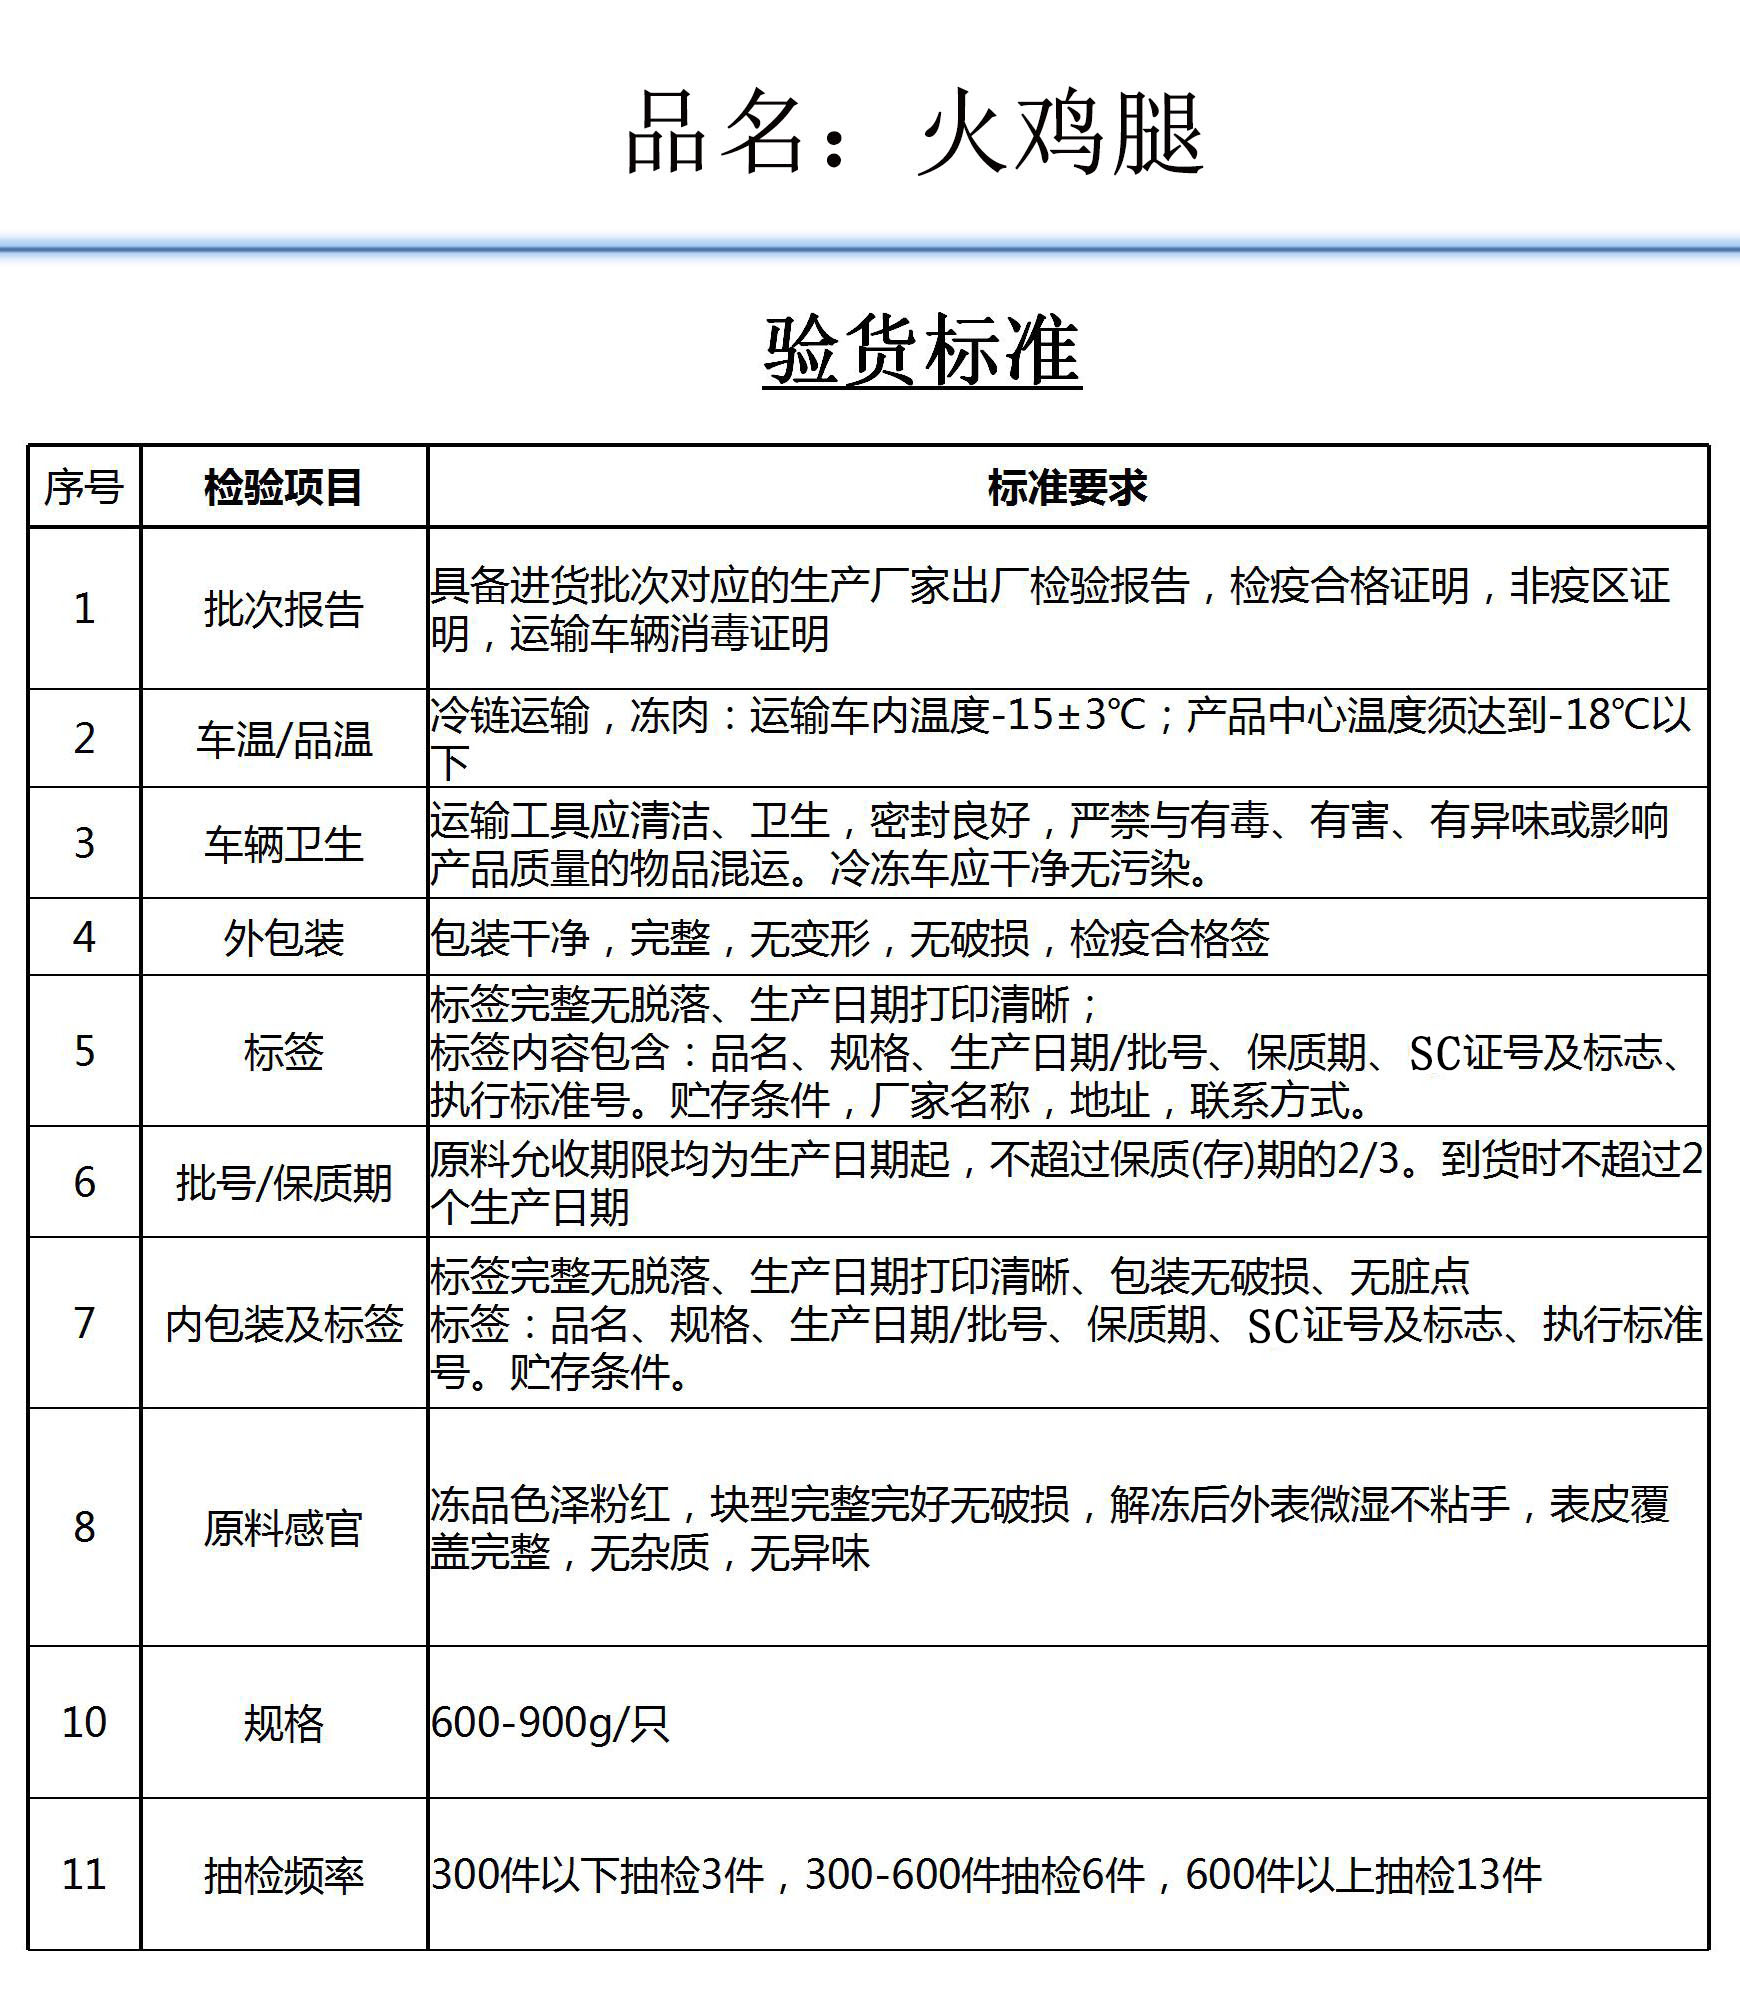 品名：火鸡腿
验货标准
序号 检验项目 标准要求
1 批次报告 具备进货批次对应的生产厂家出厂检验报告，检疫合格证明，非疫区证
明，运输车辆消毒证明
2 车温/品温 冷链运输，冻肉：运输车内温度-15±3℃；产品中心温度须达到-18℃以
下
3 车辆卫生 运输工具应清洁、卫生，密封良好，严禁与有毒、有害、有异味或影响
产品质量的物品混运。冷冻车应干净无污染。
4 外包装 包装干净，完整，无变形，无破损，检疫合格签
标签完整无脱落、生产日期打印清晰；
5 标签 标签内容包含：品名、规格、生产日期/批号、保质期、SC证号及标志、
执行标准号。贮存条件，厂家名称，地址，联系方式。
6 批号/保质期 原料允收期限均为生产日期起，不超过保质(存)期的2/3。到货时不超过2
个生产日期
标签完整无脱落、生产日期打印清晰、包装无破损、无脏点
7 内包装及标签 标签：品名、规格、生产日期/批号、保质期、SC证号及标志、执行标准
号。贮存条件。
8 原料感官 冻品色泽粉红，块型完整完好无破损，解冻后外表微湿不粘手，表皮覆
盖完整，无杂质，无异味
10 规格 600-900g/只
11 抽检频率 300件以下抽检3件，300-600件抽检6件，600件以上抽检13件